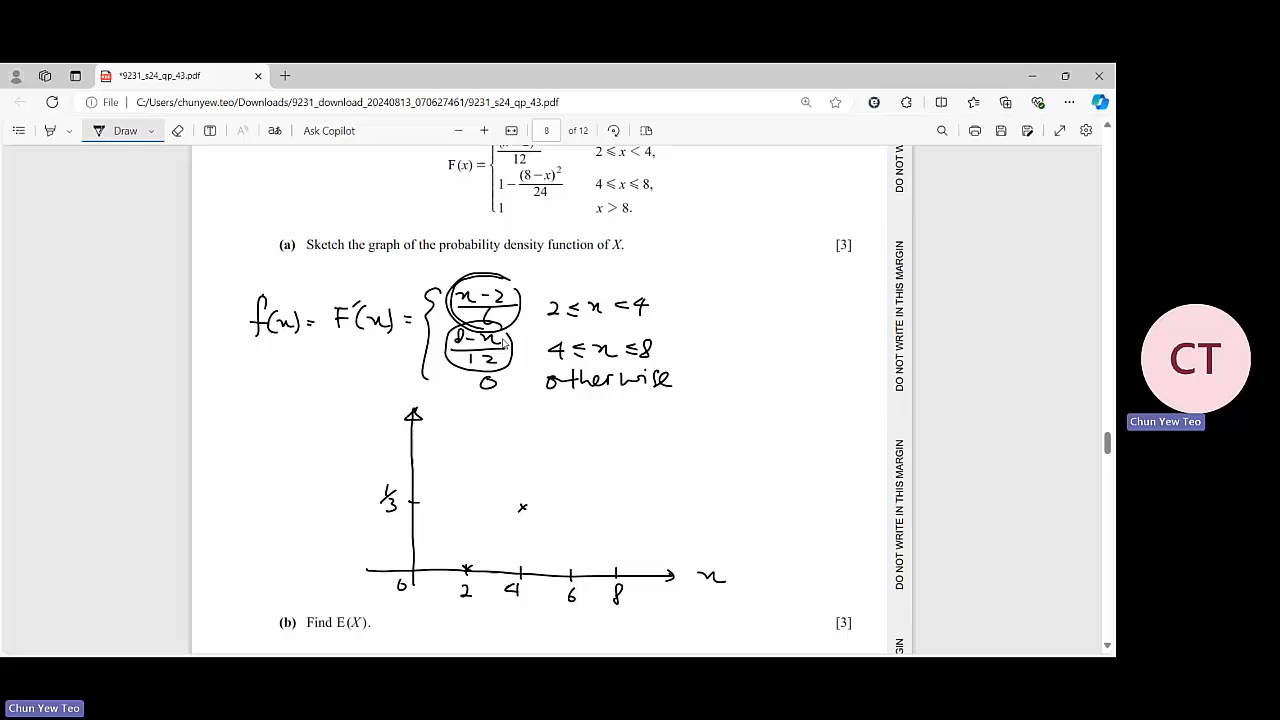 *9231_s24_qp_43.pdf
File C:/Users/chunyew.teo/Downloads/9231_download_20240813_070627461/9231_s24_qp_43.pdf
Draw Ask Copilot 8 of 12
12 2 ⩽ x < 4,
F(x) = 1 − (8 − x)²/24 4 ⩽ x ⩽ 8,
1 x > 8.
(a) Sketch the graph of the probability density function of X. [3]
f(x) = F'(x) = { x − 2 / 6 2 ≤ x < 4
8 − x / 12 4 ≤ x ≤ 8
0 otherwise
1/3
0 2 4 6 8 x
(b) Find E(X). [3]
DO NOT W
DO NOT WRITE IN THIS MARGIN
DO NOT WRITE IN THIS MARGIN
GIN
CT
Chun Yew Teo
Chun Yew Teo